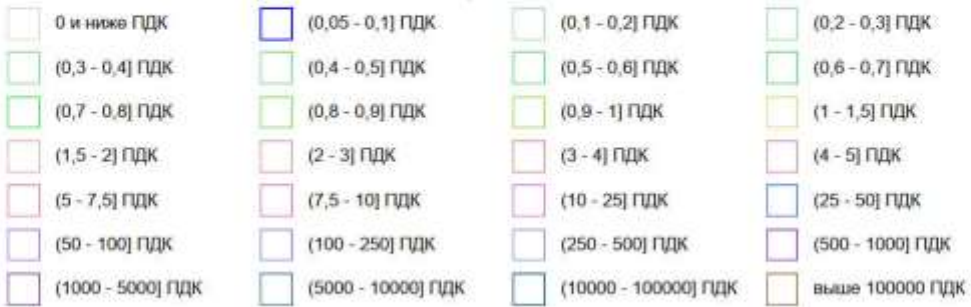 0 и ниже ПДК (0,05 - 0,1] ПДК (0,1 - 0,2] ПДК (0,2 - 0,3] ПДК
(0,3 - 0,4] ПДК (0,4 - 0,5] ПДК (0,5 - 0,6] ПДК (0,6 - 0,7] ПДК
(0,7 - 0,8] ПДК (0,8 - 0,9] ПДК (0,9 - 1] ПДК (1 - 1,5] ПДК
(1,5 - 2] ПДК (2 - 3] ПДК (3 - 4] ПДК (4 - 5] ПДК
(5 - 7,5] ПДК (7,5 - 10] ПДК (10 - 25] ПДК (25 - 50] ПДК
(50 - 100] ПДК (100 - 250] ПДК (250 - 500] ПДК (500 - 1000] ПДК
(1000 - 5000] ПДК (5000 - 10000] ПДК (10000 - 100000] ПДК выше 100000 ПДК